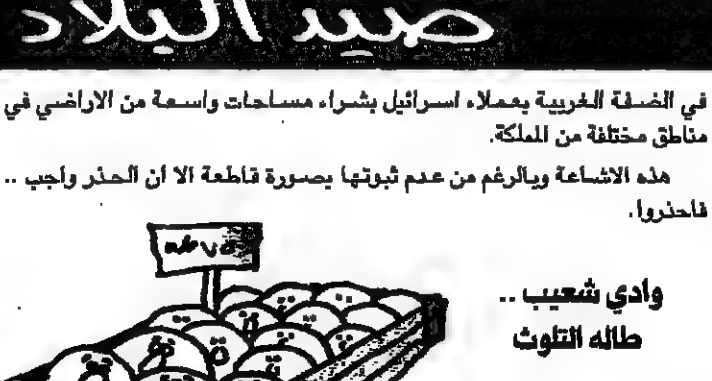 صيد البلاد
في الضفة الغربية بعملاء اسرائيل بشراء مساحات واسعة من الاراضي في
مناطق مختلفة من المملكة.
هذه الاشاعة وبالرغم من عدم ثبوتها بصورة قاطعة الا ان الحذر واجب ..
فاحذروا.
وادي شعيب ..
طاله التلوث